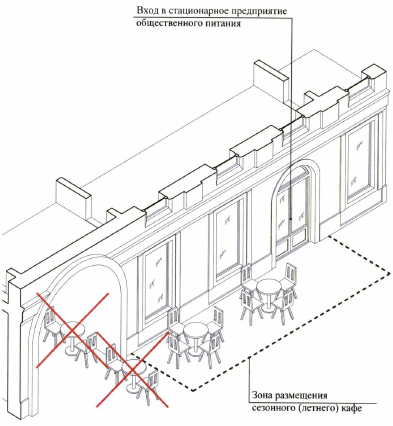 Вход в стационарное предприятие
общественного питания
Зона размещения
сезонного (летнего) кафе